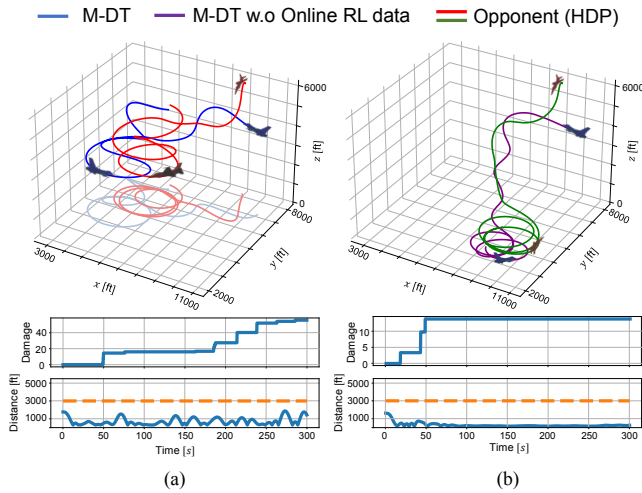 M-DT M-DT w.o Online RL data Opponent (HDP)
6000
z [ft]
0
8000
y [ft]
2000
3000
x [ft]
11000
6000
z [ft]
0
8000
y [ft]
2000
3000
x [ft]
11000
Damage
40
20
0
Damage
10
5
0
Distance [ft]
5000
3000
1000
0 50 100 150 200 250 300
Time [s]
Distance [ft]
5000
3000
1000
0 50 100 150 200 250 300
Time [s]
(a) (b)